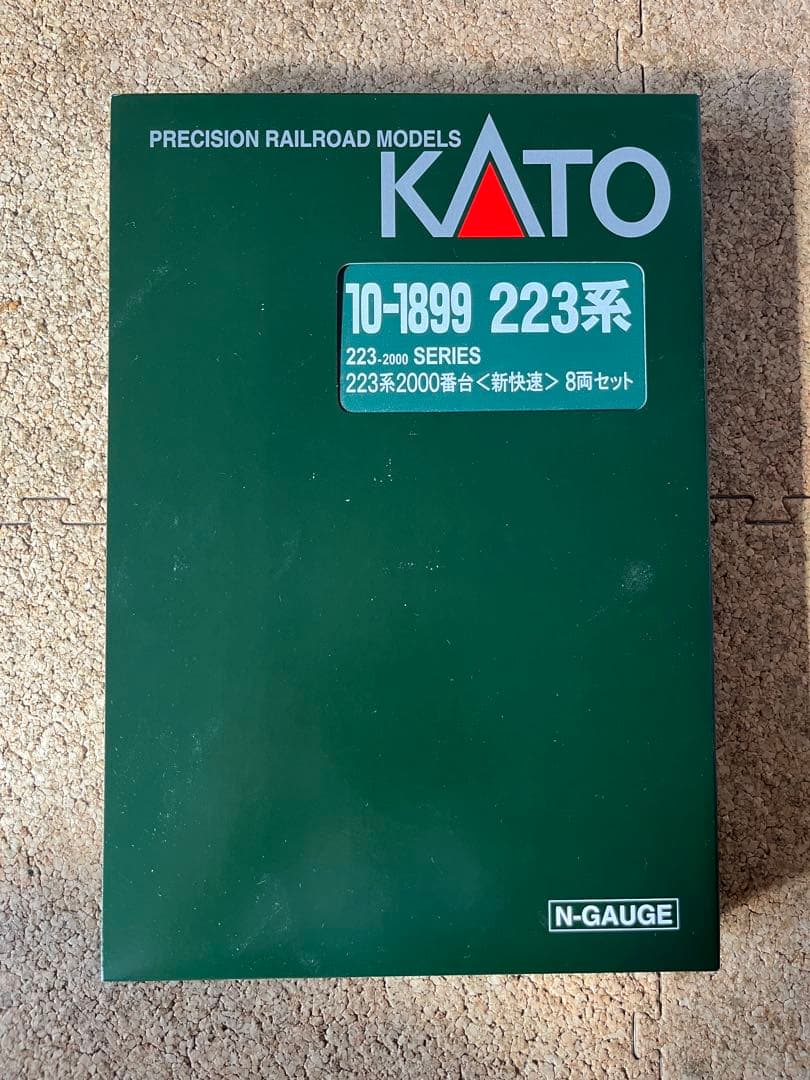 PRECISION RAILROAD MODELS
KATO
10-1899 223系
223-2000 SERIES
223系2000番台<新快速> 8両セット
N-GAUGE